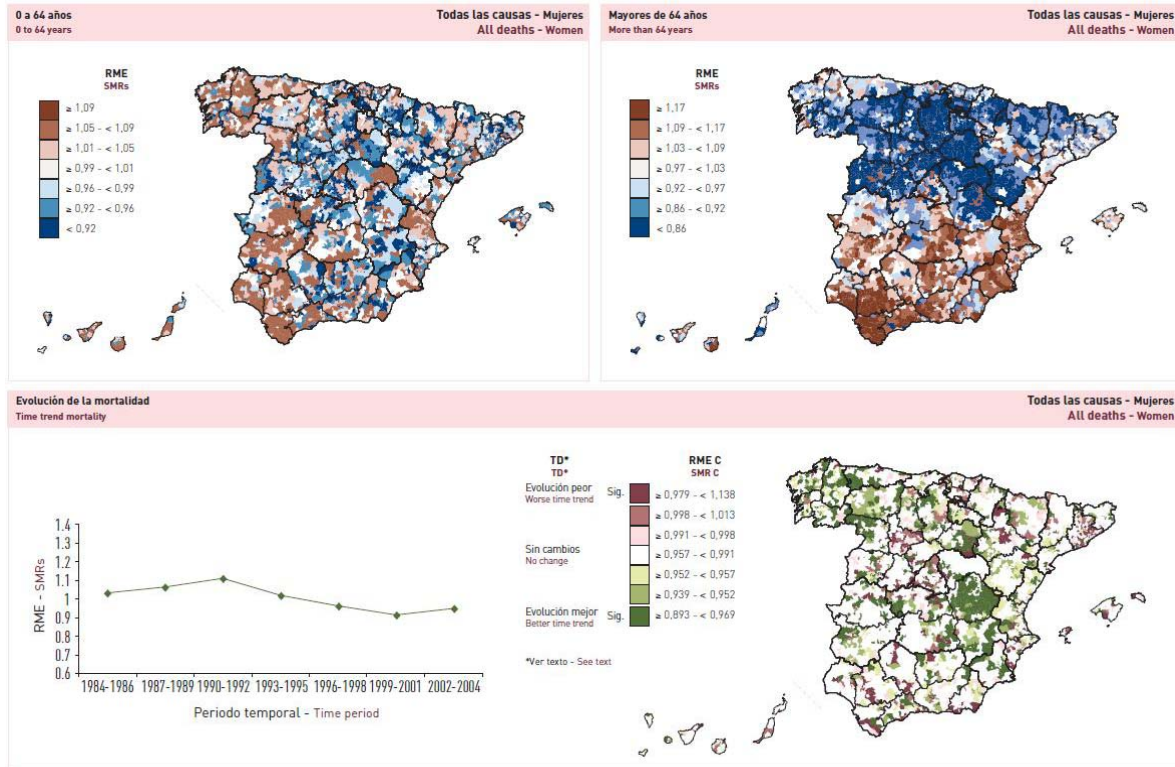 0 a 64 años
0 to 64 years
Todas las causas - Mujeres
All deaths - Women
RME
SMRs
≥ 1,09
≥ 1,05 - < 1,09
≥ 1,01 - < 1,05
≥ 0,99 - < 1,01
≥ 0,96 - < 0,99
≥ 0,92 - < 0,96
< 0,92
Mayores de 64 años
More than 64 years
Todas las causas - Mujeres
All deaths - Women
RME
SMRs
≥ 1,17
≥ 1,09 - < 1,17
≥ 1,03 - < 1,09
≥ 0,97 - < 1,03
≥ 0,92 - < 0,97
≥ 0,86 - < 0,92
< 0,86
Evolución de la mortalidad
Time trend mortality
Todas las causas - Mujeres
All deaths - Women
RME - SMRs
1.4
1.3
1.2
1.1
1
0.9
0.8
0.7
0.6
1984-1986 1987-1989 1990-1992 1993-1995 1996-1998 1999-2001 2002-2004
Periodo temporal - Time period
TD* RME C
TD* SMR C
Evolución peor Sig. ≥ 0,979 - < 1,138
Worse time trend
≥ 0,998 - < 1,013
≥ 0,991 - < 0,998
Sin cambios ≥ 0,957 - < 0,991
No change
≥ 0,952 - < 0,957
≥ 0,939 - < 0,952
Evolución mejor Sig. ≥ 0,893 - < 0,969
Better time trend
*Ver texto - See text